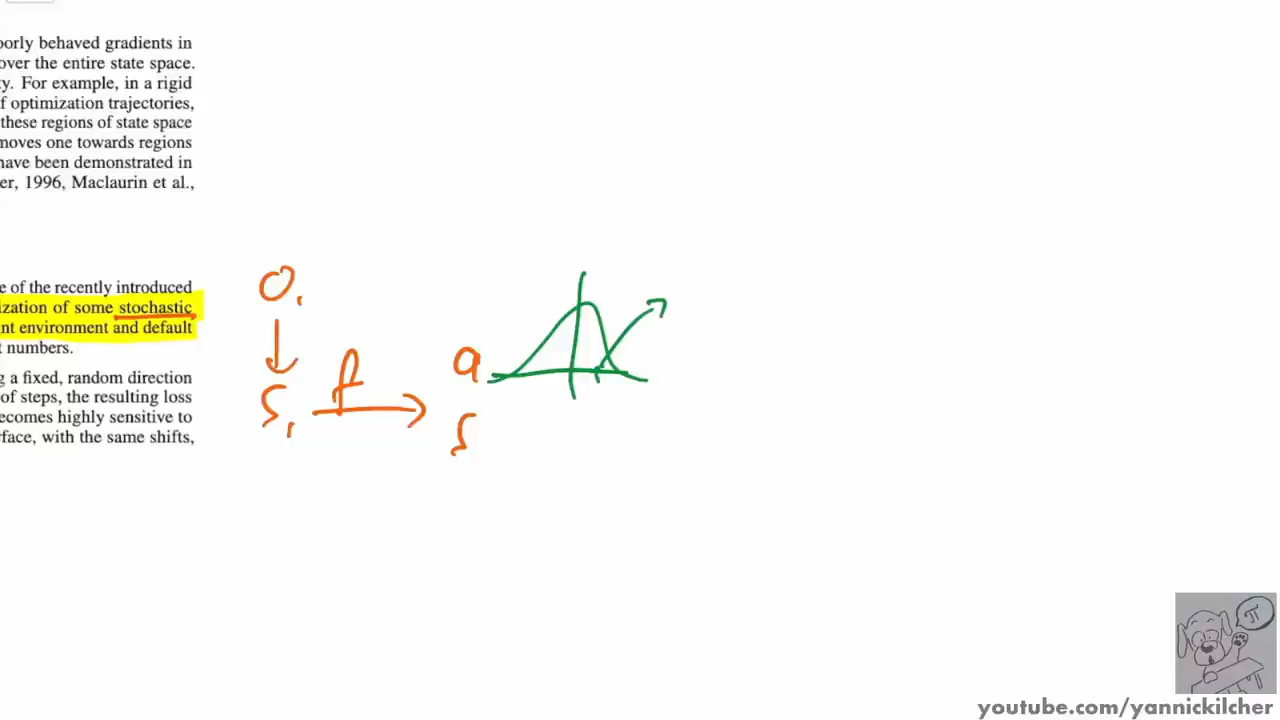 oorly behaved gradients in
over the entire state space.
y. For example, in a rigid
f optimization trajectories,
these regions of state space
moves one towards regions
have been demonstrated in
er, 1996, Maclaurin et al.,
e of the recently introduced
ization of some stochastic
nt environment and default
t numbers.
g a fixed, random direction
of steps, the resulting loss
ecomes highly sensitive to
rface, with the same shifts,
O1
S1
f
a
s
π
youtube.com/yannickilcher